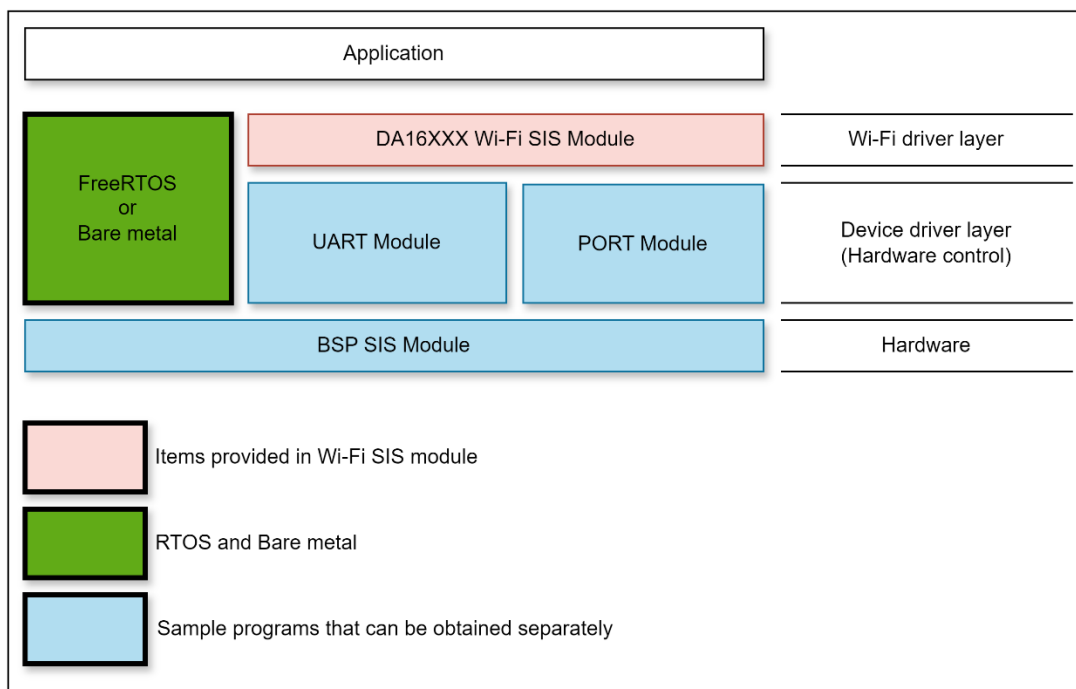 Application
FreeRTOS
or
Bare metal
DA16XXX Wi-Fi SIS Module
Wi-Fi driver layer
UART Module
PORT Module
Device driver layer
(Hardware control)
BSP SIS Module
Hardware
Items provided in Wi-Fi SIS module
RTOS and Bare metal
Sample programs that can be obtained separately